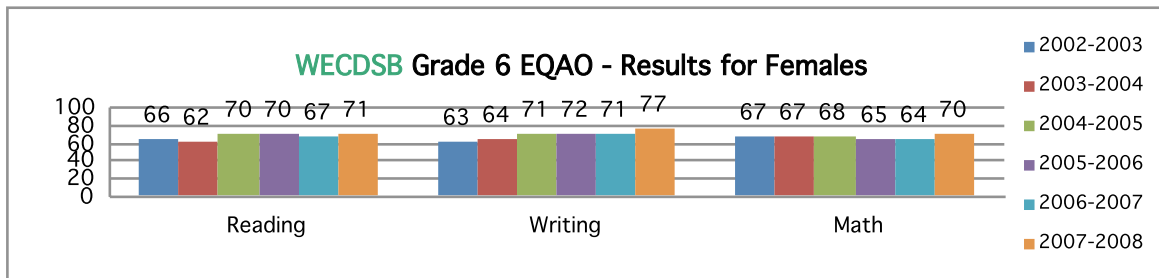 WECDSB Grade 6 EQAO - Results for Females
100
80
60
40
20
0
66 62 70 70 67 71
63 64 71 72 71 77
67 67 68 65 64 70
Reading Writing Math
2002-2003
2003-2004
2004-2005
2005-2006
2006-2007
2007-2008